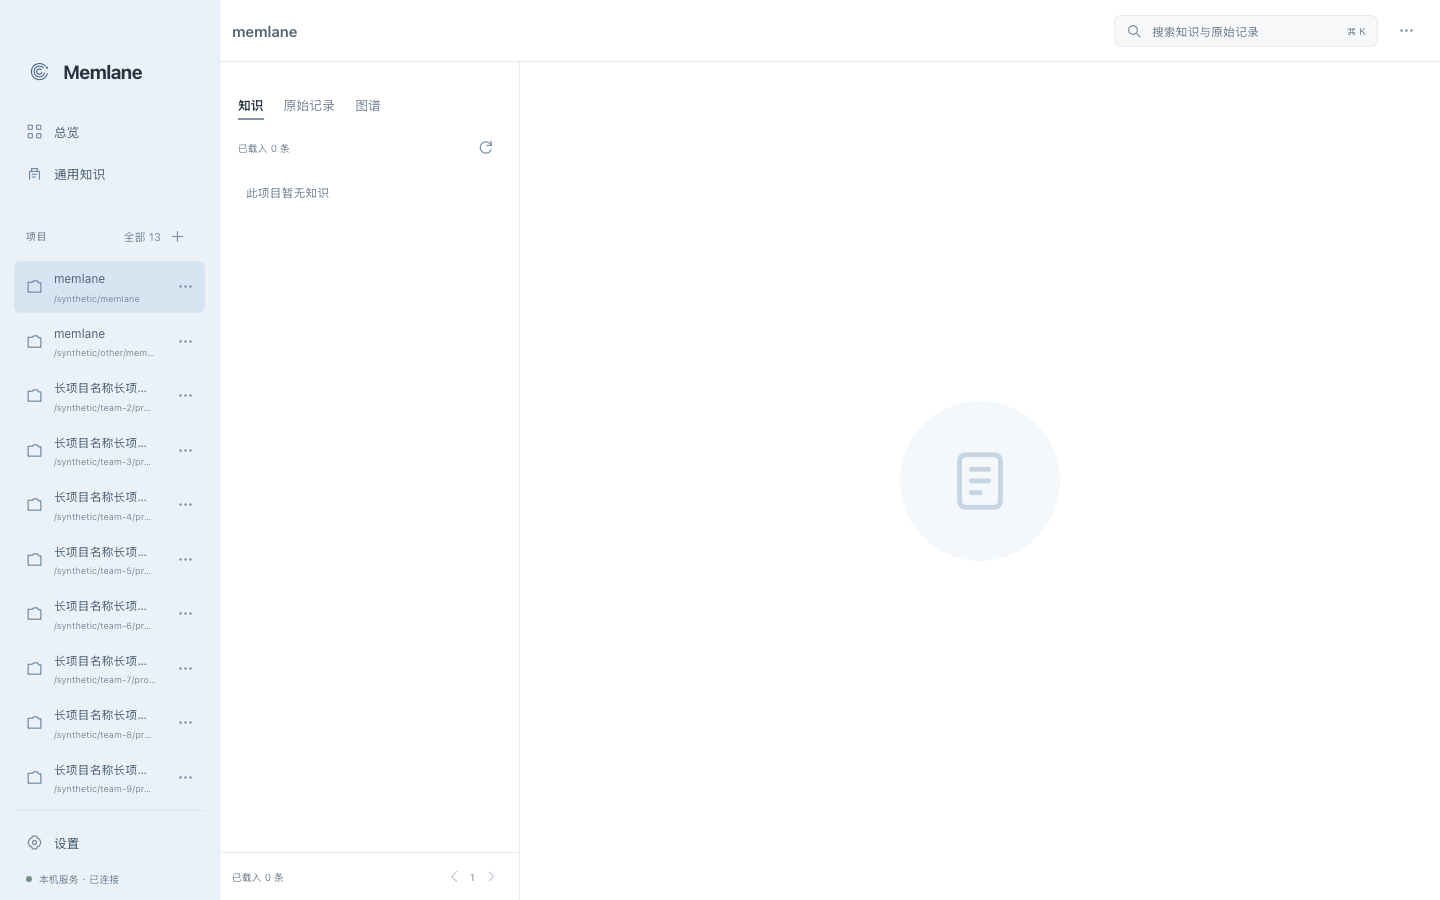 Memlane
总览
通用知识
项目
全部 13
memlane
/synthetic/memlane
memlane
/synthetic/other/mem...
长项目名称长项...
/synthetic/team-2/pr...
长项目名称长项...
/synthetic/team-3/pr...
长项目名称长项...
/synthetic/team-4/pr...
长项目名称长项...
/synthetic/team-5/pr...
长项目名称长项...
/synthetic/team-6/pr...
长项目名称长项...
/synthetic/team-7/pro...
长项目名称长项...
/synthetic/team-8/pr...
长项目名称长项...
/synthetic/team-9/pr...
设置
本机服务 · 已连接
memlane
搜索知识与原始记录
⌘ K
知识
原始记录
图谱
已载入 0 条
此项目暂无知识
已载入 0 条
1